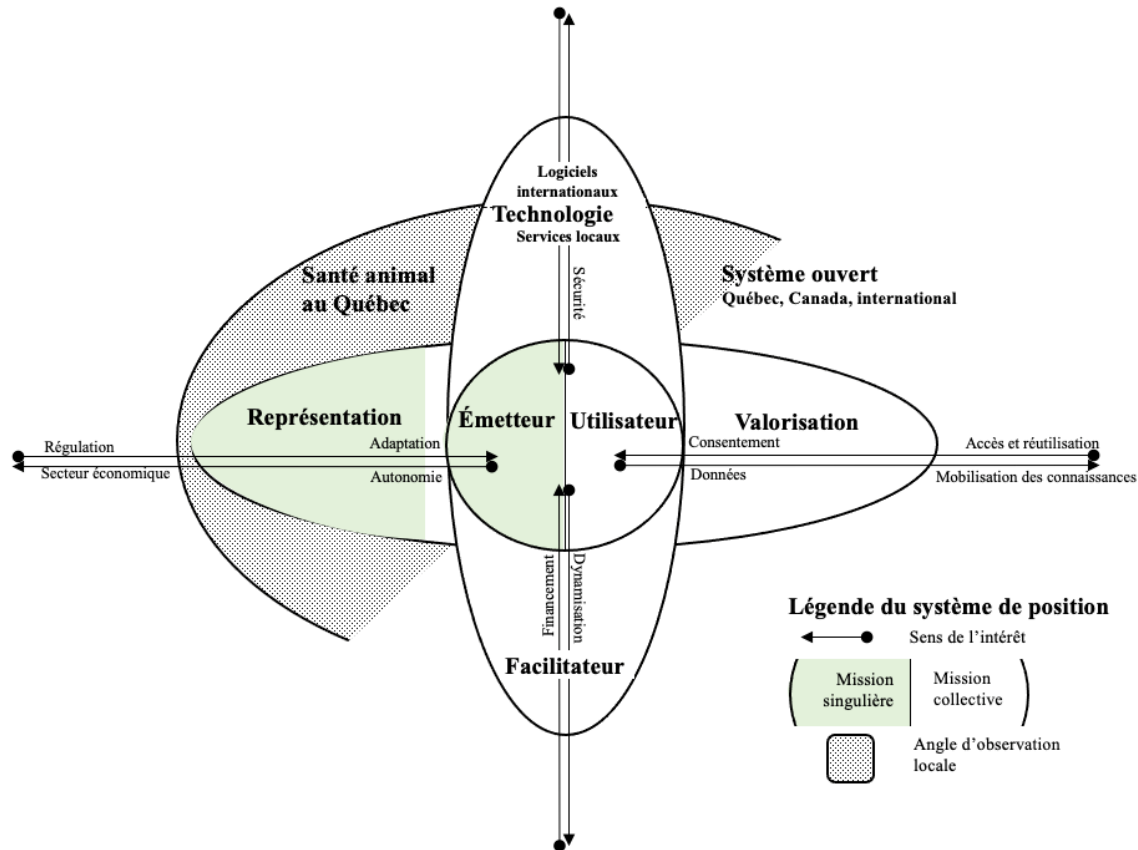 Logiciels
internationaux
Technologie
Services locaux
Santé animal
au Québec
Sécurité
Système ouvert
Québec, Canada, international
Représentation
Émetteur
Utilisateur
Valorisation
Régulation
Adaptation
Consentement
Accès et réutilisation
Secteur économique
Autonomie
Données
Mobilisation des connaissances
Financement
Dynamisation
Facilitateur
Légende du système de position
Sens de l’intérêt
Mission
singulière
Mission
collective
Angle d’observation
locale